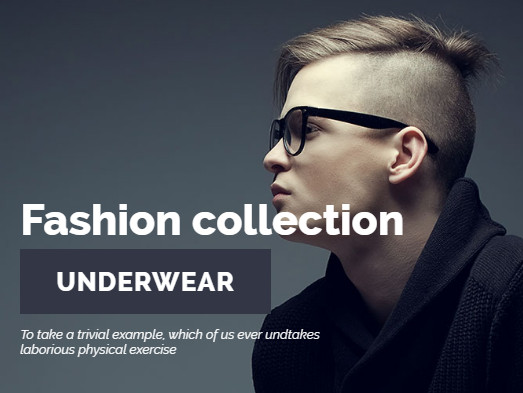 Fashion collection
UNDERWEAR
To take a trivial example, which of us ever undtakes
laborious physical exercise